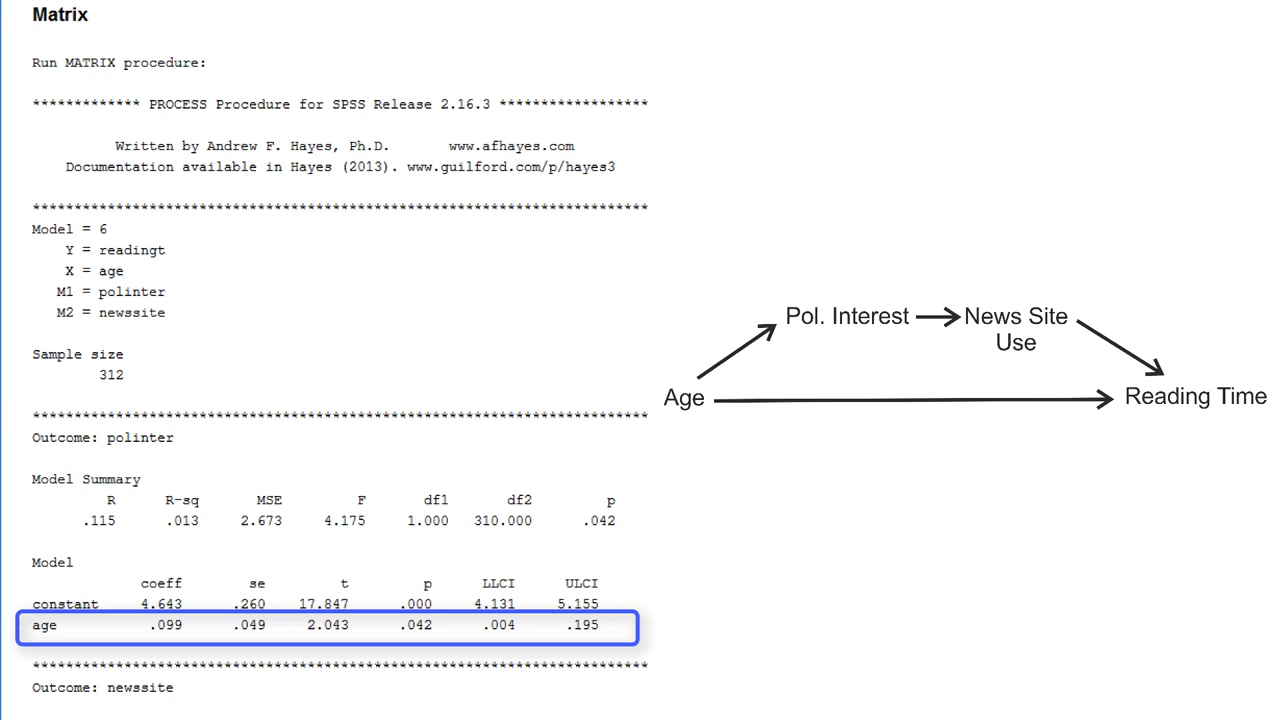 Matrix
Run MATRIX procedure:
************* PROCESS Procedure for SPSS Release 2.16.3 ******************
Written by Andrew F. Hayes, Ph.D. www.afhayes.com
Documentation available in Hayes (2013). www.guilford.com/p/hayes3
**************************************************************************
Model = 6
Y = readingt
X = age
M1 = polinter
M2 = newssite
Sample size
312
**************************************************************************
Outcome: polinter
Model Summary
R R-sq MSE F df1 df2 p
.115 .013 2.673 4.175 1.000 310.000 .042
Model
coeff se t p LLCI ULCI
constant 4.643 .260 17.847 .000 4.131 5.155
age .099 .049 2.043 .042 .004 .195
**************************************************************************
Outcome: newssite
Pol. Interest News Site
Use
Age Reading Time